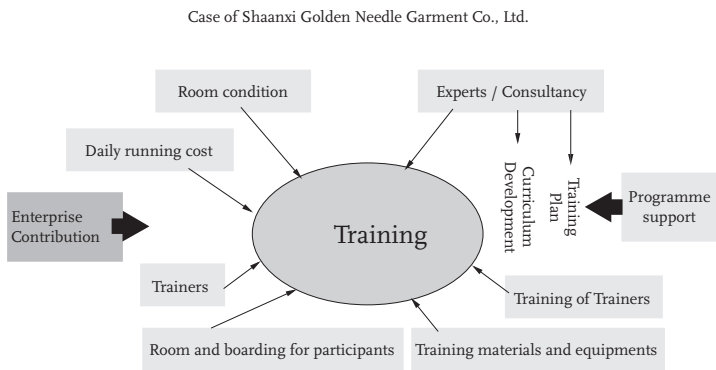 Case of Shaanxi Golden Needle Garment Co., Ltd.
Room condition
Experts / Consultancy
Daily running cost
Curriculum
Development
Training
Plan
Programme
support
Enterprise
Contribution
Training
Trainers
Training of Trainers
Room and boarding for participants
Training materials and equipments